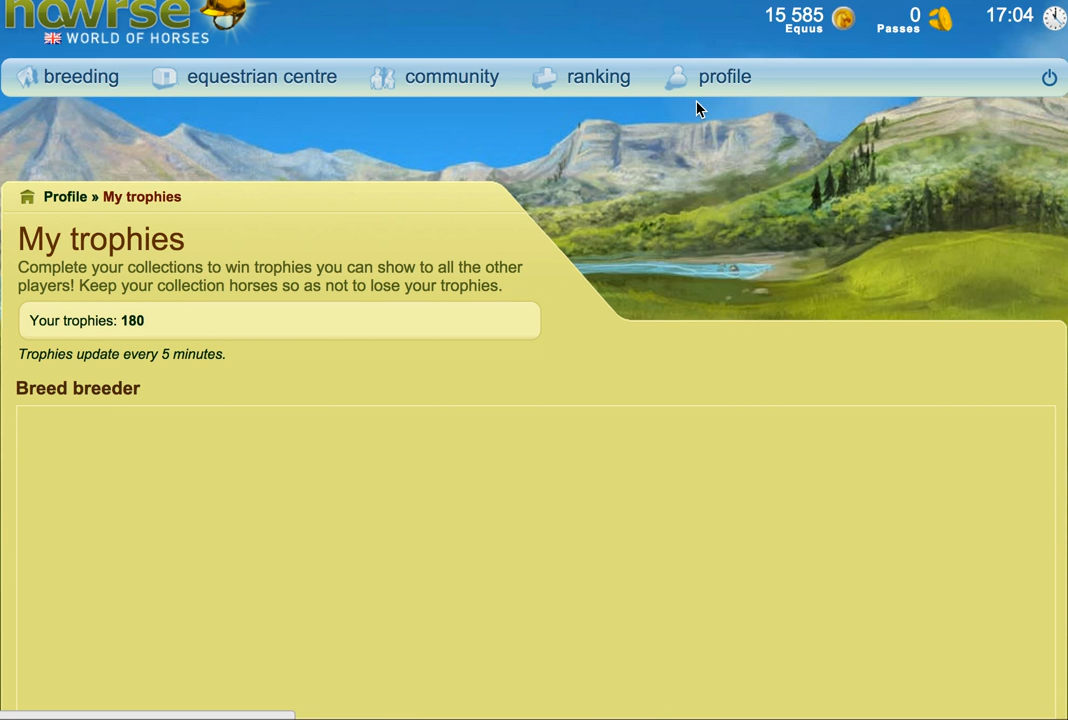 howrse
WORLD OF HORSES
15 585
Equus
0
Passes
17:04
breeding
equestrian centre
community
ranking
profile
Profile » My trophies
My trophies
Complete your collections to win trophies you can show to all the other
players! Keep your collection horses so as not to lose your trophies.
Your trophies: 180
Trophies update every 5 minutes.
Breed breeder